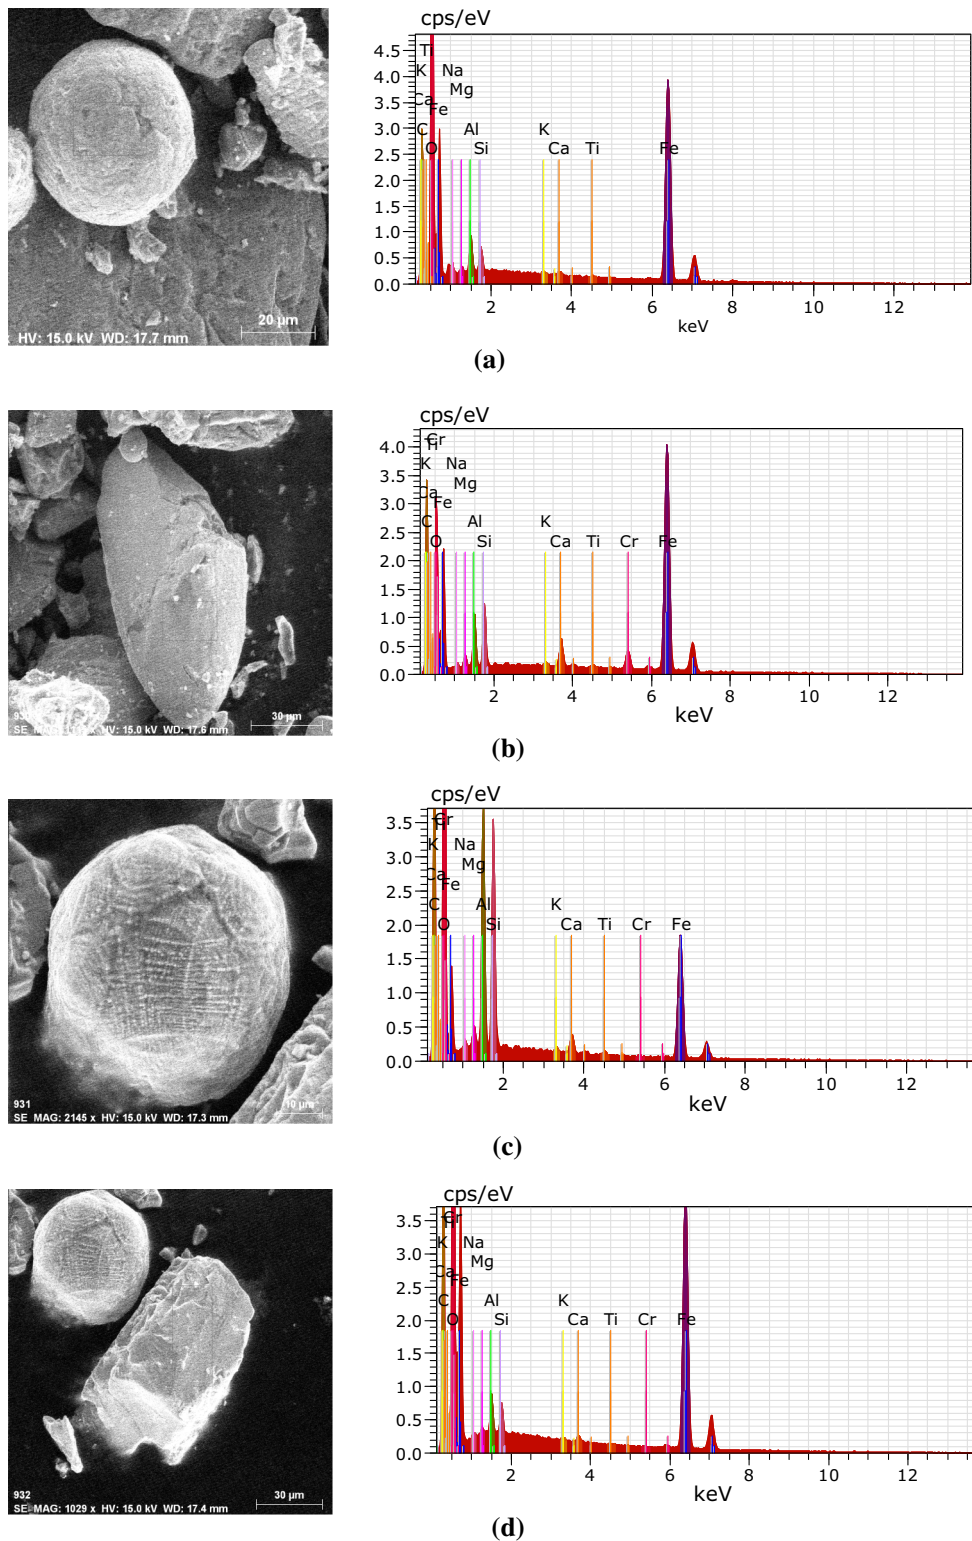 cps/eV
4.5
4.0
3.5
3.0
2.5
2.0
1.5
1.0
0.5
0.0
Ti
K Na
Mg
Ca
Fe
C Al K
O Si Ca Ti Fe
2 4 6 8 10 12
keV
20 µm
HV: 15.0 kV WD: 17.7 mm
(a)
cps/eV
4.0
3.5
3.0
2.5
2.0
1.5
1.0
0.5
0.0
Cr
Ti
K Na
Mg
Ca
Fe
C Al K
O Si Ca Ti Cr Fe
2 4 6 8 10 12
keV
30 µm
HV: 15.0 kV WD: 17.6 mm
(b)
cps/eV
3.5
3.0
2.5
2.0
1.5
1.0
0.5
0.0
Cr
K Na
Mg
Ca
Fe
C Al K
O Si Ca Ti Cr Fe
2 4 6 8 10 12
keV
931
10 µm
SE MAG: 2145 x HV: 15.0 kV WD: 17.3 mm
(c)
cps/eV
3.5
3.0
2.5
2.0
1.5
1.0
0.5
0.0
Cr
K Na
Mg
Ca
Fe
C Al K
O Si Ca Ti Cr Fe
2 4 6 8 10 12
keV
932
30 µm
SE MAG: 1029 x HV: 15.0 kV WD: 17.4 mm
(d)